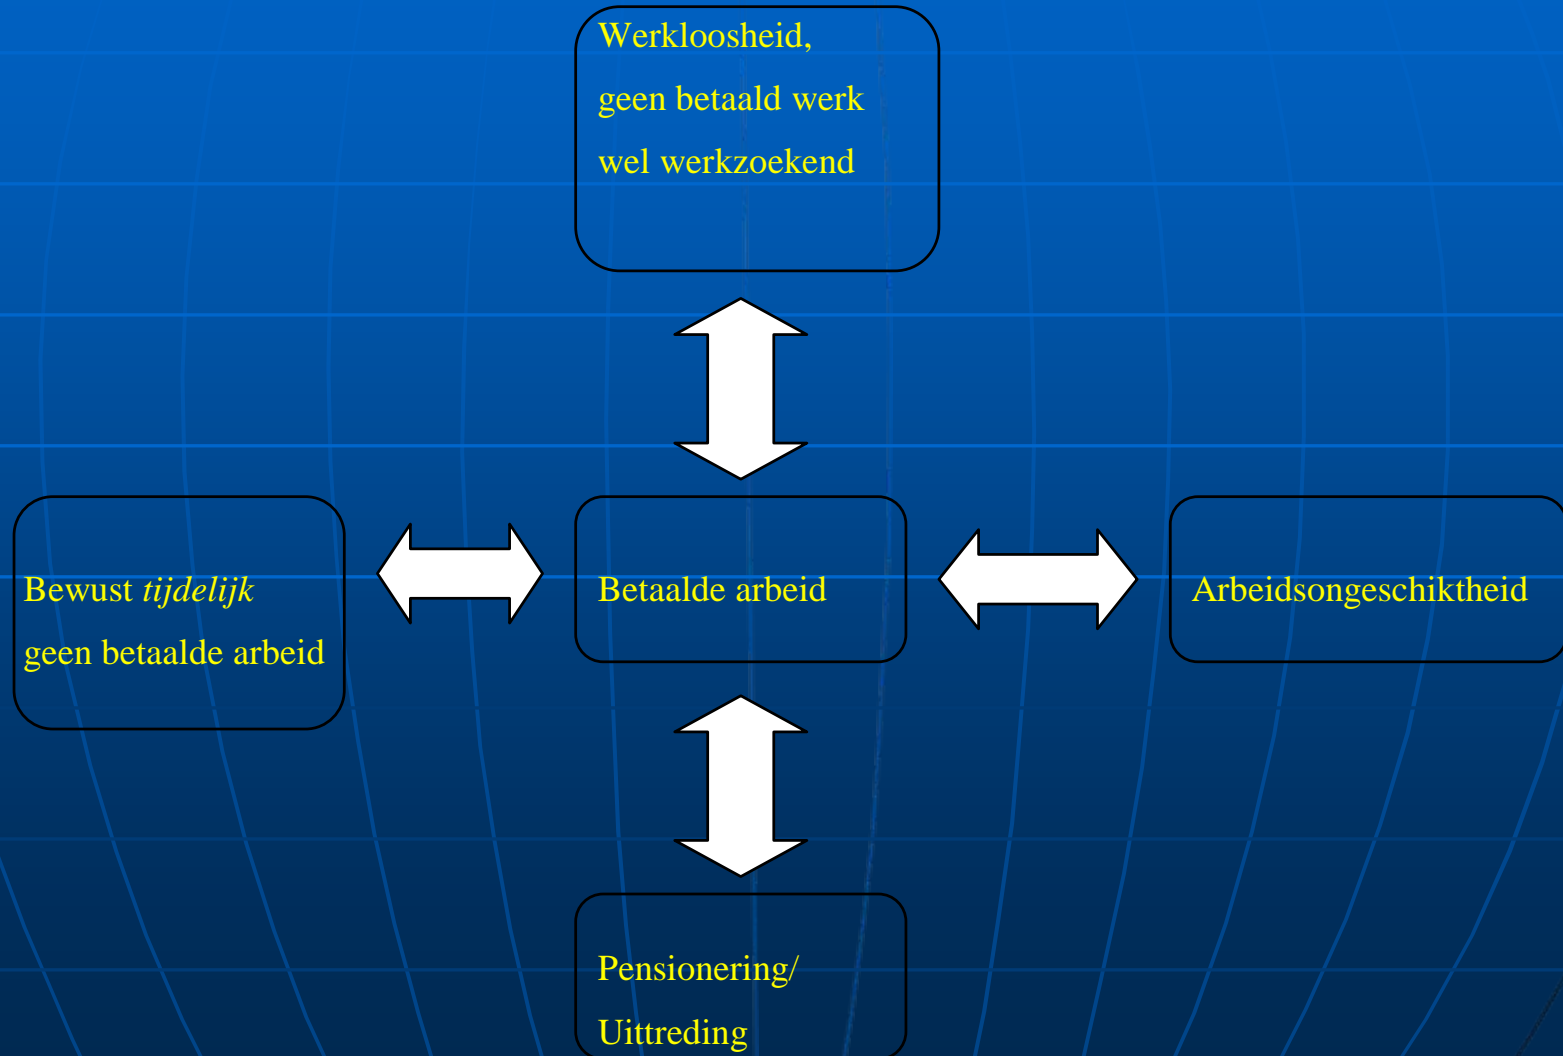 Werkloosheid,
geen betaald werk
wel werkzoekend
Bewust tijdelijk
geen betaalde arbeid
Betaalde arbeid
Arbeidsongeschiktheid
Pensionering/
Uittreding